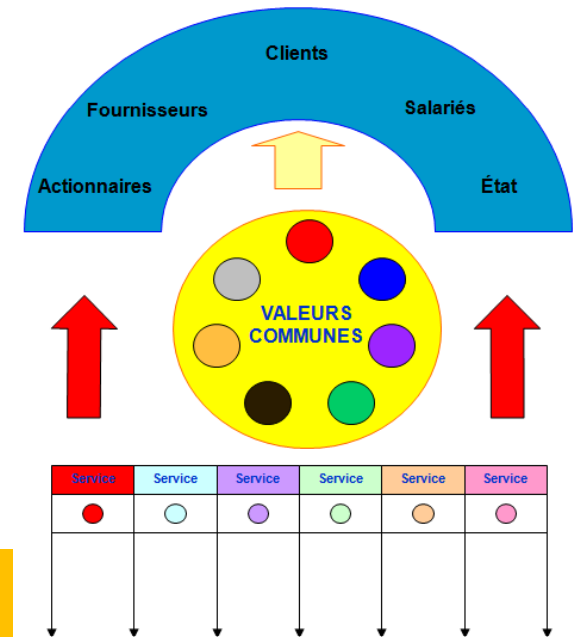 Clients
Fournisseurs
Salariés
Actionnaires
État
VALEURS
COMMUNES
Service Service Service Service Service Service